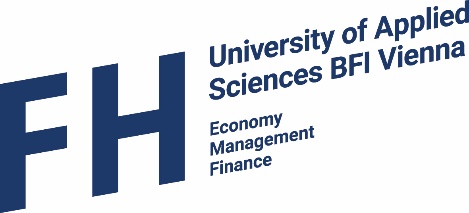 FH
University of Applied
Sciences BFI Vienna
Economy
Management
Finance